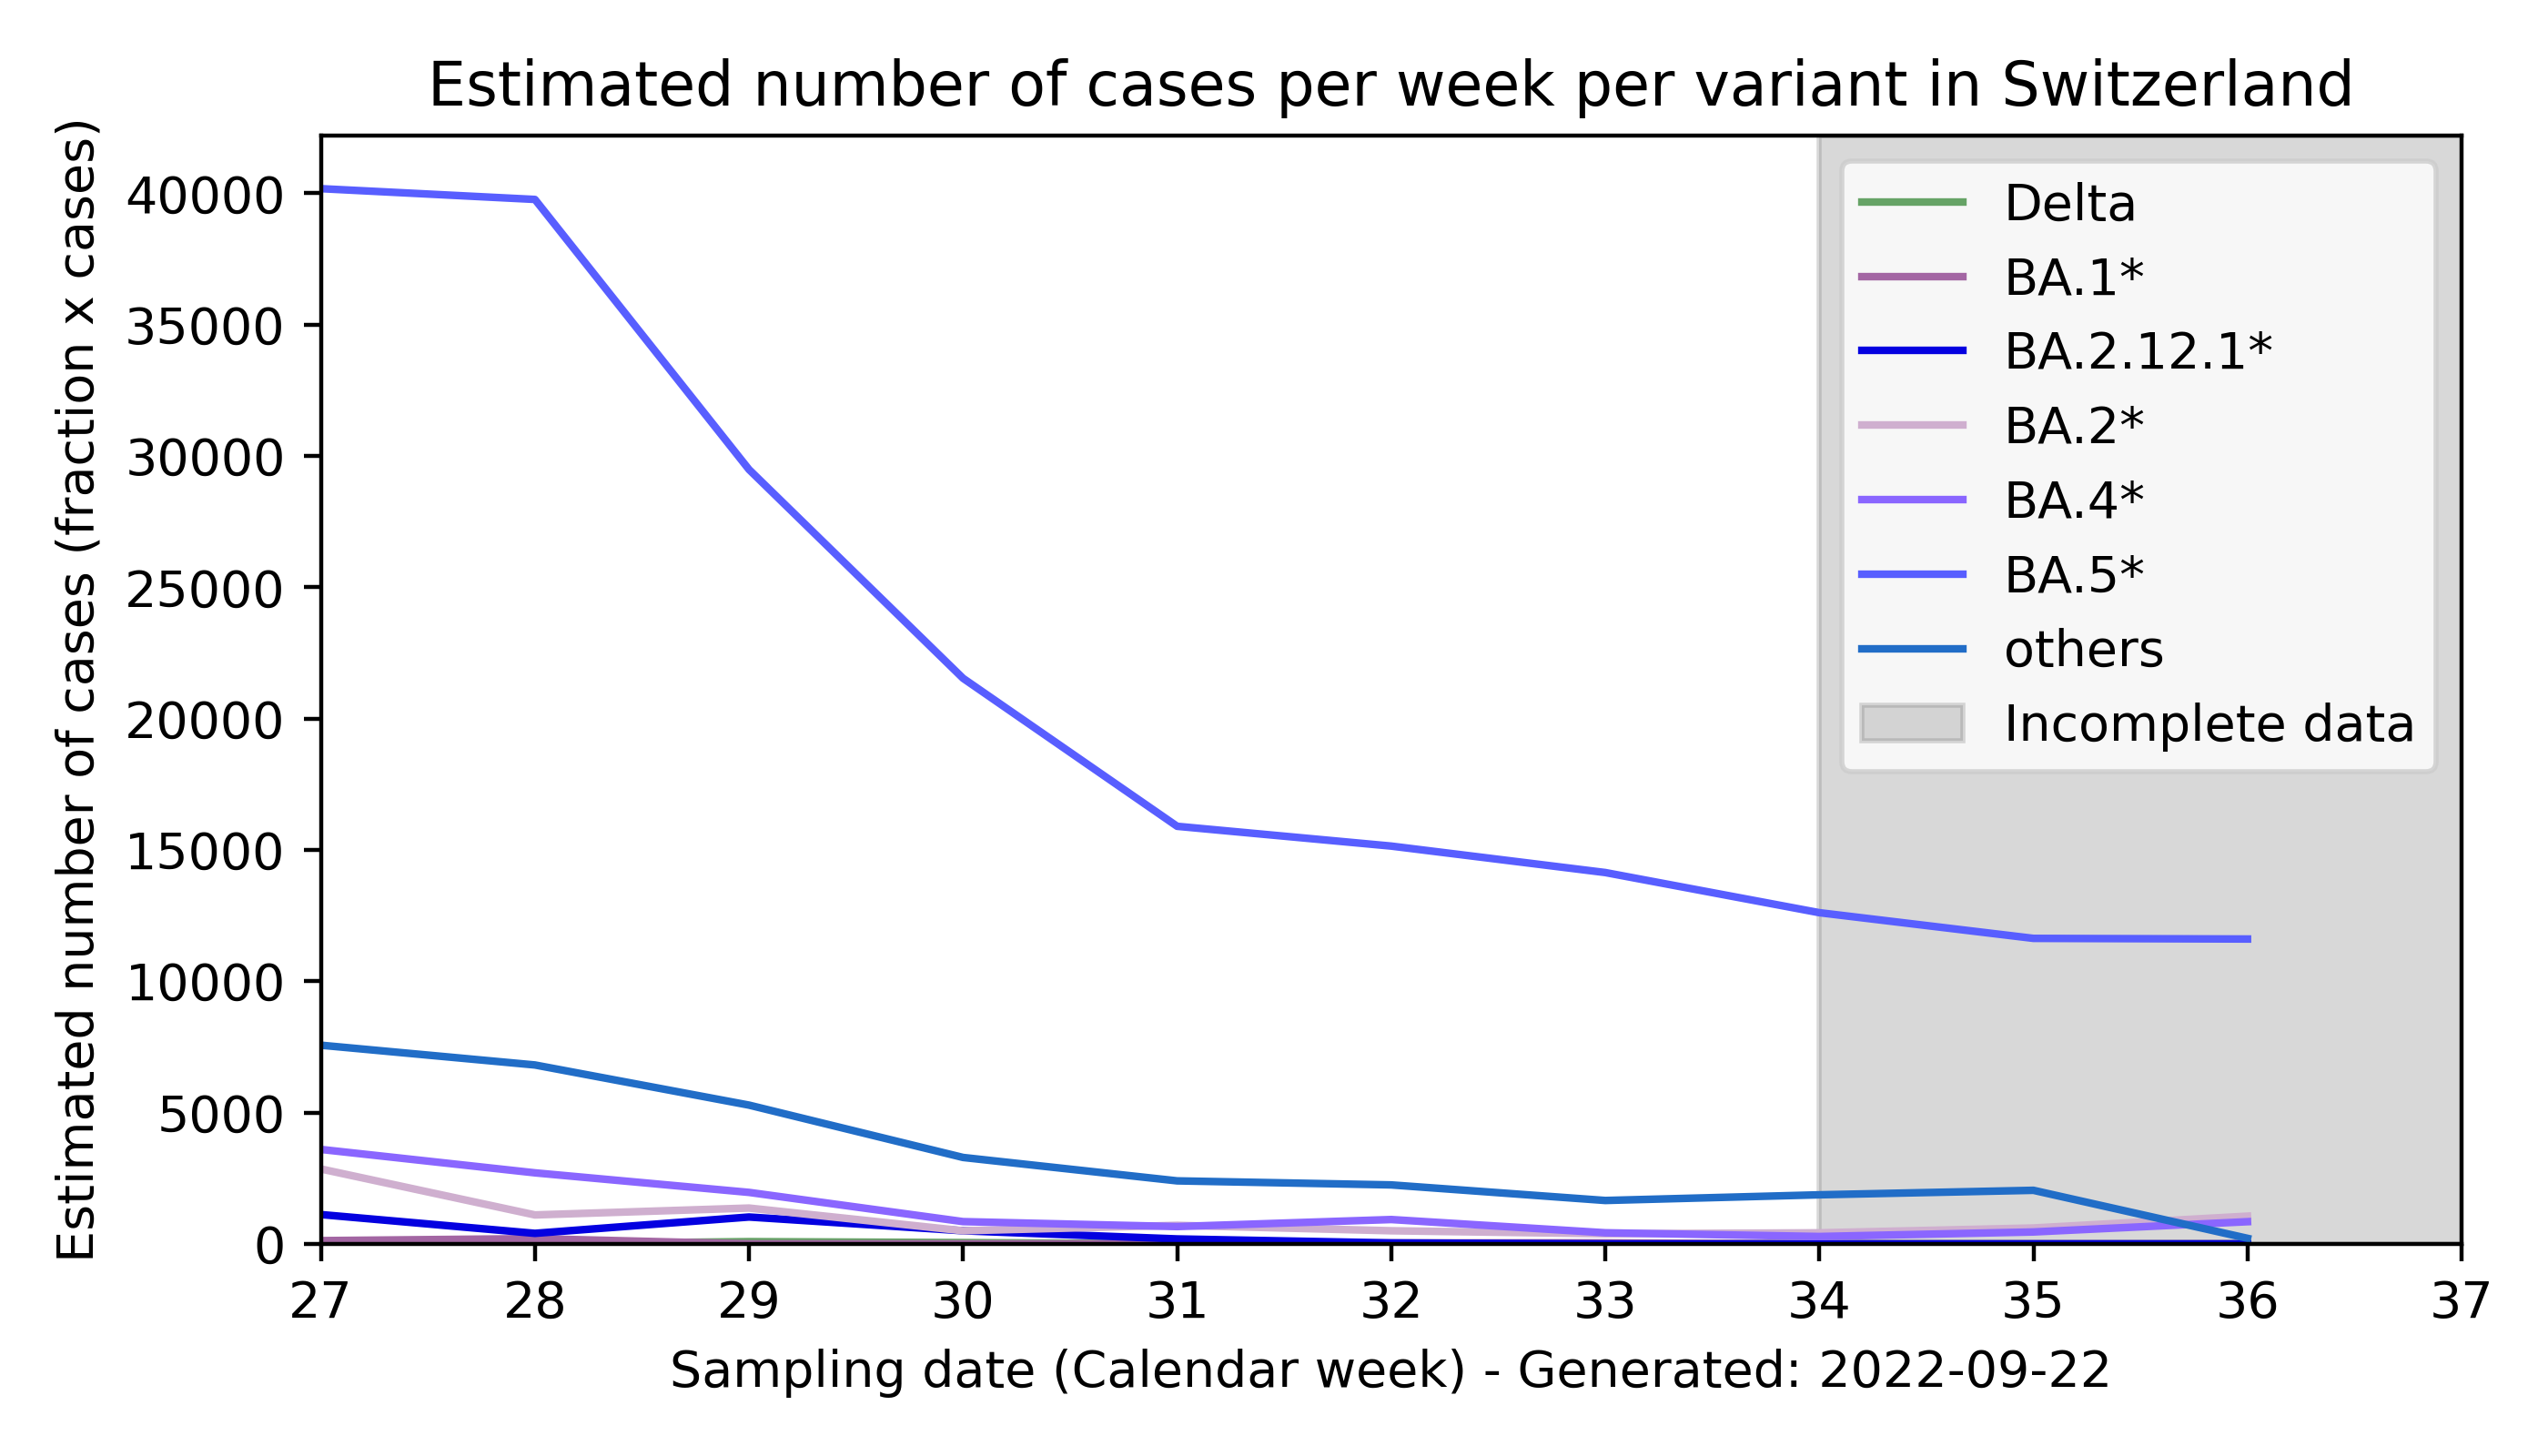 Estimated number of cases per week per variant in Switzerland
Estimated number of cases (fraction x cases)
40000
35000
30000
25000
20000
15000
10000
5000
0
Delta
BA.1*
BA.2.12.1*
BA.2*
BA.4*
BA.5*
others
Incomplete data
27 28 29 30 31 32 33 34 35 36 37
Sampling date (Calendar week) - Generated: 2022-09-22